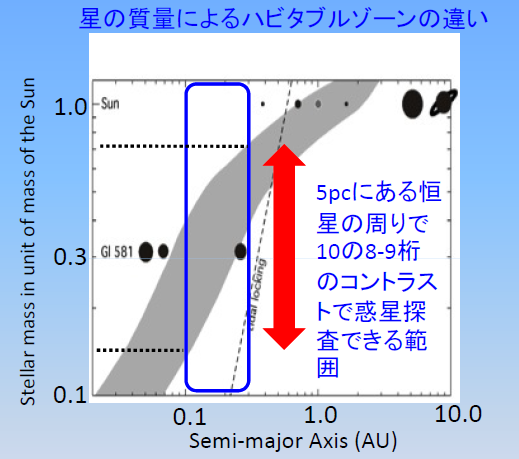 星の質量によるハビタブルゾーンの違い
Stellar mass in unit of mass of the Sun
1.0
Sun
0.3
Gl 581
0.1
tidal locking
5pcにある恒
星の周りで
10の8-9桁
のコントラス
トで惑星探
査できる範
囲
0.1
1.0
10.0
Semi-major Axis (AU)